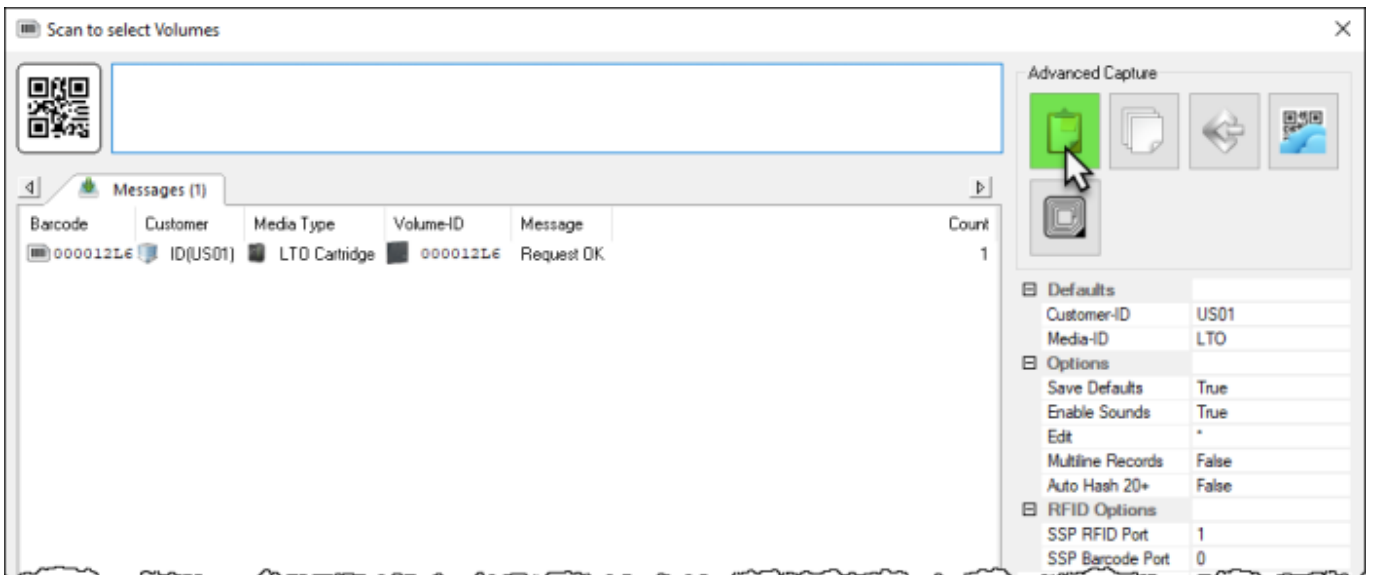 Scan to select Volumes
Advanced Capture
Messages (1)
Barcode Customer Media Type Volume-ID Message Count
000012L6 ID(US01) LTO Cartridge 000012L6 Request OK 1
Defaults
Customer-ID US01
Media-ID LTO
Options
Save Defaults True
Enable Sounds True
Edit *
Multiline Records False
Auto Hash 20+ False
RFID Options
SSP RFID Port 1
SSP Barcode Port 0